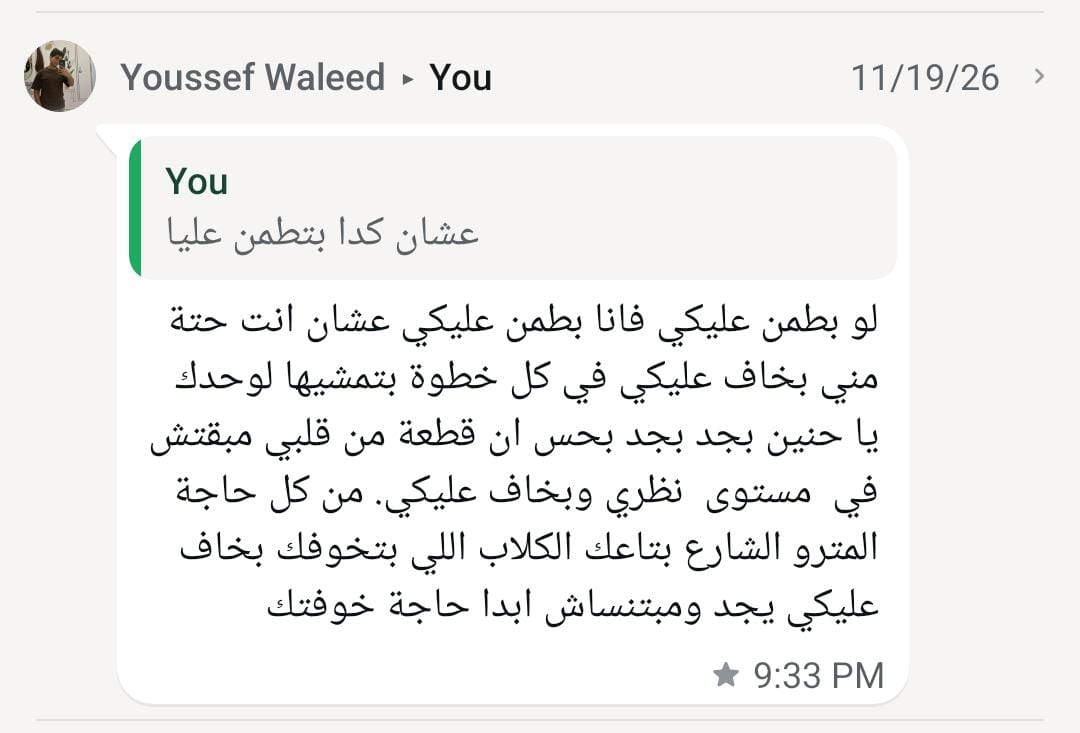 Youssef Waleed ▸ You
11/19/26
You
عشان كدا بتطمن عليا
لو بطمن عليكي فانا بطمن عليكي عشان انت حتة
مني بخاف عليكي في كل خطوة بتمشيها لوحدك
يا حنين بجد بجد بحس ان قطعة من قلبي مبقتش
في مستوى نظري وبخاف عليكي. من كل حاجة
المترو الشارع بتاعك الكلاب اللي بتخوفك بخاف
عليكي يجد ومبتنساش ابدا حاجة خوفتك
9:33 PM